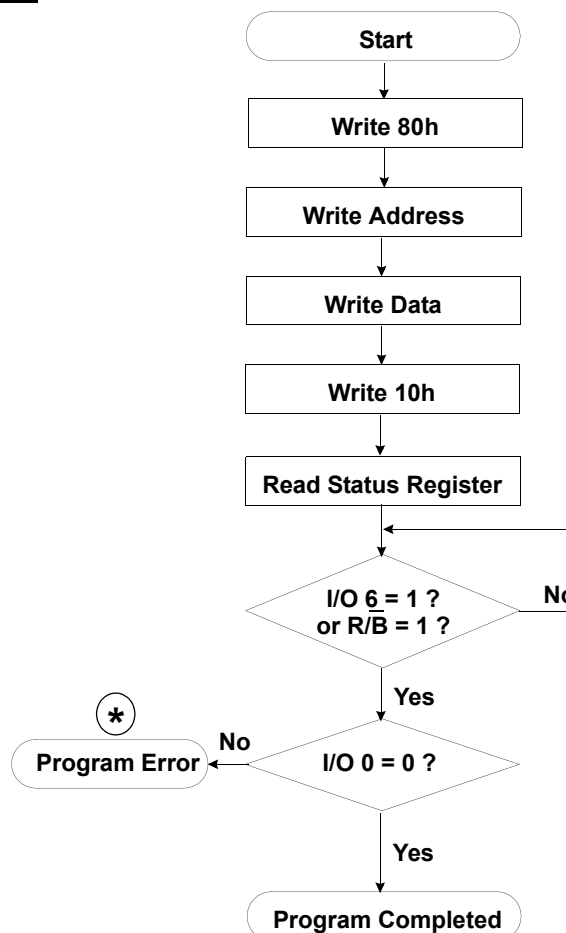 Start
Write 80h
Write Address
Write Data
Write 10h
Read Status Register
I/O 6 = 1 ?
or R/B̅ = 1 ?
No
Yes
*
Program Error
No
I/O 0 = 0 ?
Yes
Program Completed